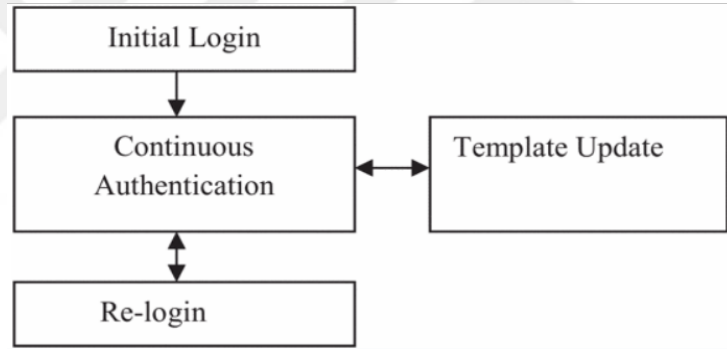 Initial Login
Continuous
Authentication
Template Update
Re-login